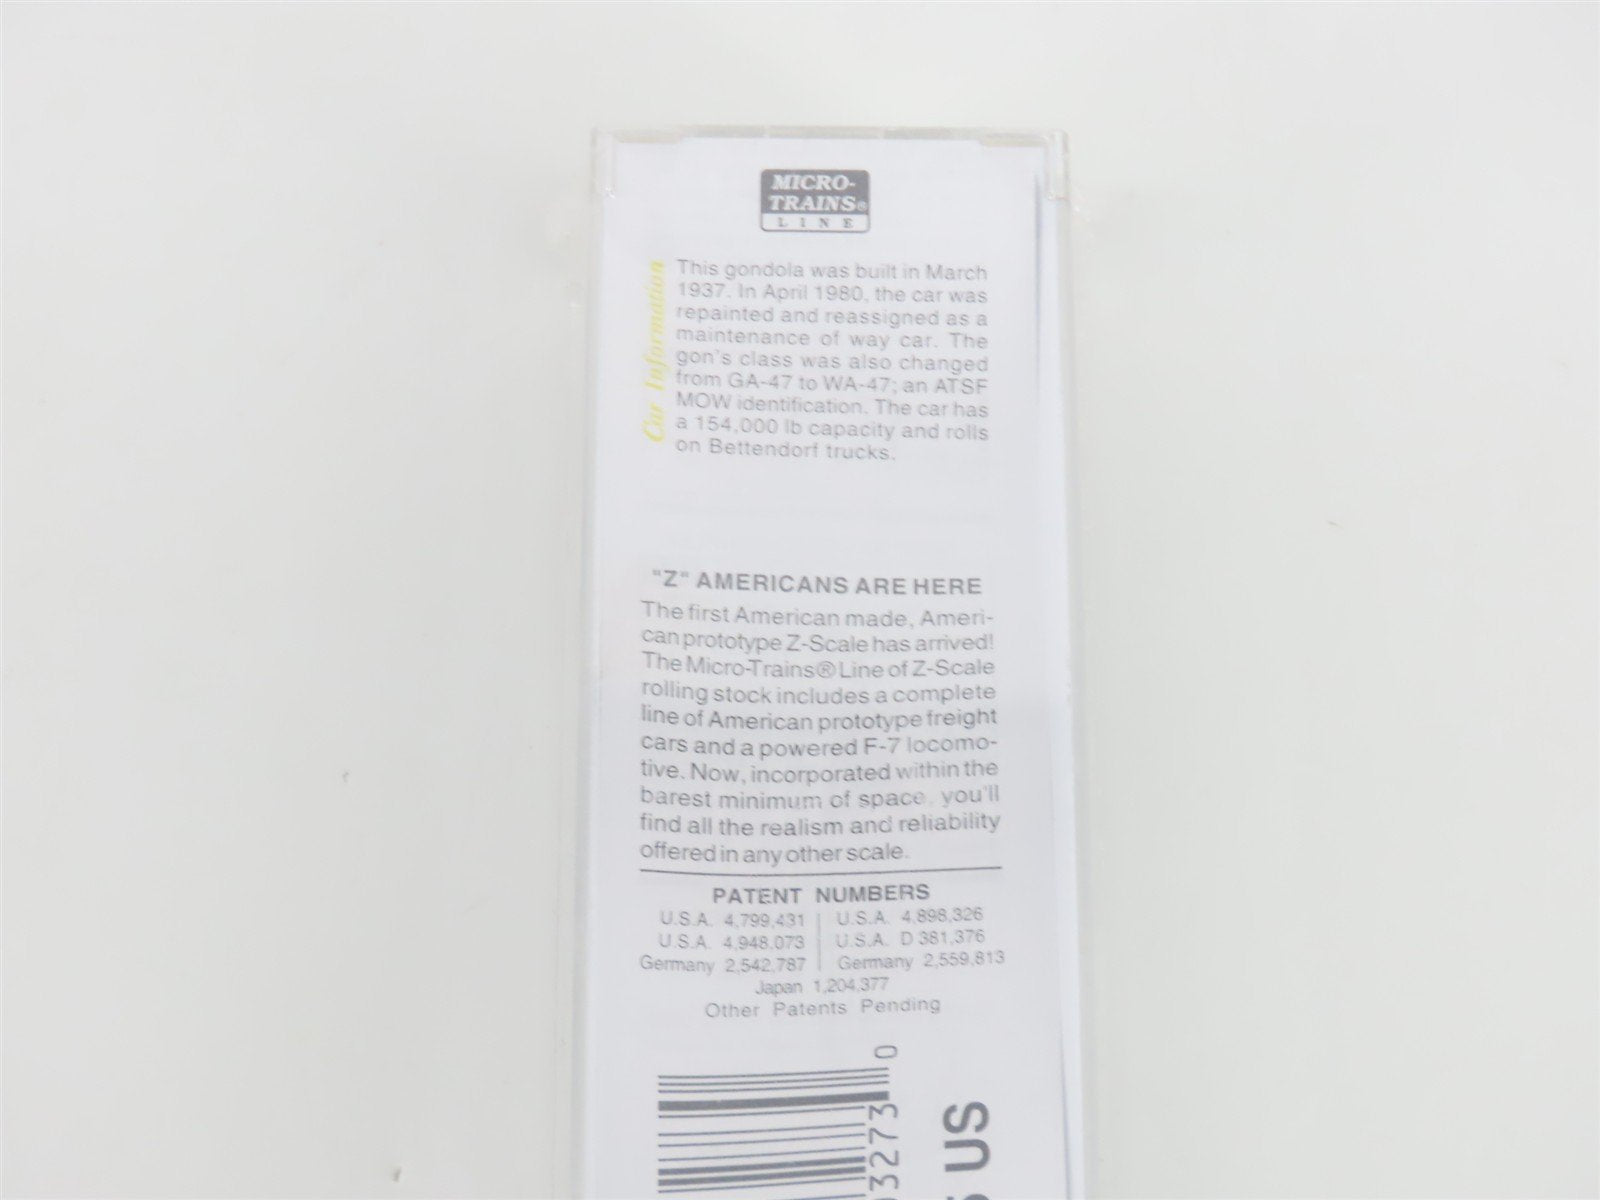 MICRO-
TRAINS®
LINE
Car Information
This gondola was built in March
1937. In April 1980, the car was
repainted and reassigned as a
maintenance of way car. The
gon's class was also changed
from GA-47 to WA-47; an ATSF
MOW identification. The car has
a 154,000 lb capacity and rolls
on Bettendorf trucks.
"Z" AMERICANS ARE HERE
The first American made, Ameri-
can prototype Z-Scale has arrived!
The Micro-Trains® Line of Z-Scale
rolling stock includes a complete
line of American prototype freight
cars and a powered F-7 locomo-
tive. Now, incorporated within the
barest minimum of space, you'll
find all the realism and reliability
offered in any other scale.
PATENT NUMBERS
U.S.A. 4,799,431 U.S.A. 4,898,326
U.S.A. 4,948.073 U.S.A. D 381,376
Germany 2,542,787 Germany 2,559,813
Japan 1,204,377
Other Patents Pending
03273 0
US